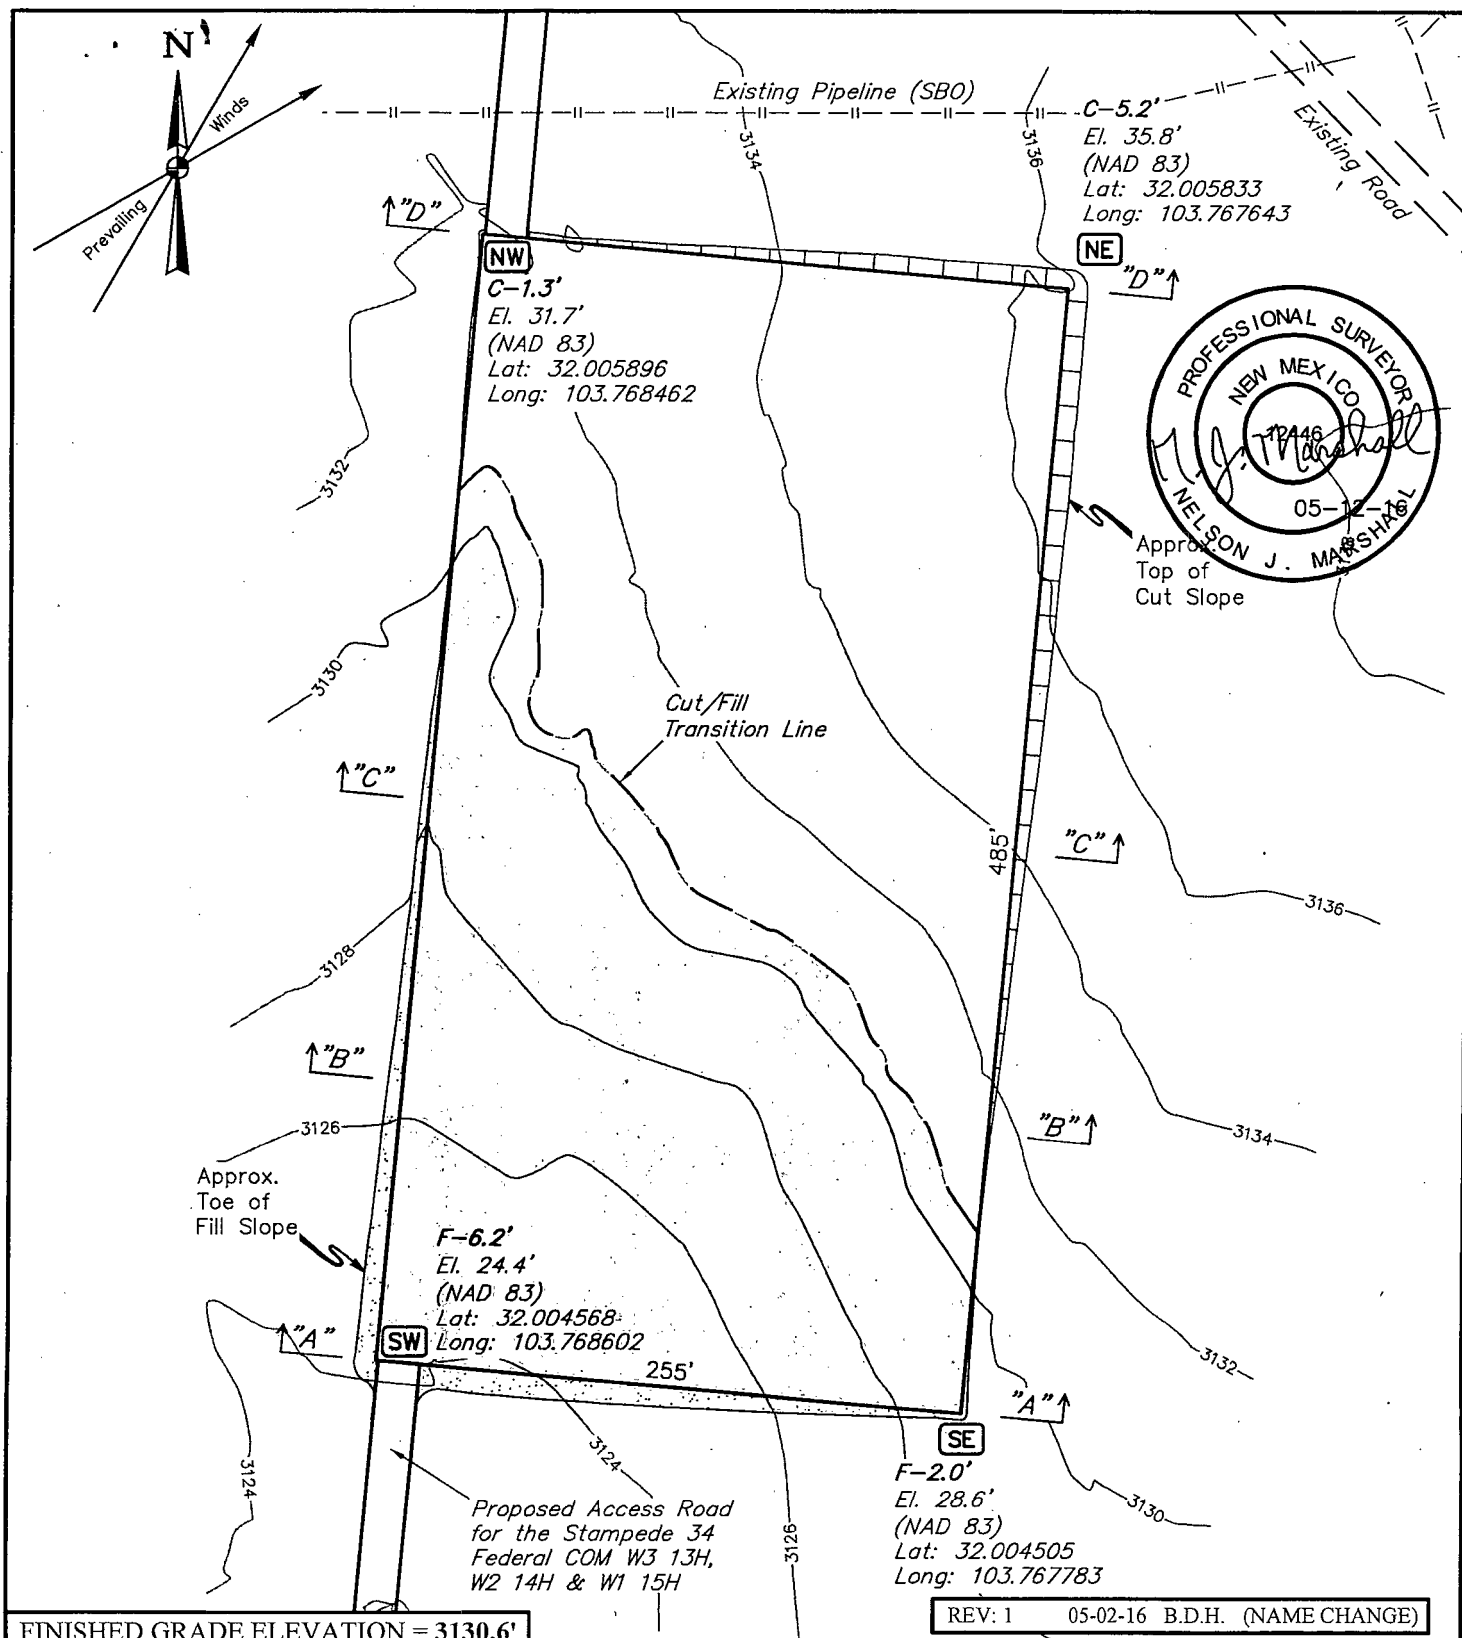 N
Winds
Prevailing
Existing Pipeline (SBO)
Existing Road
3134
3136
C-5.2'
El. 35.8'
(NAD 83)
Lat: 32.005833
Long: 103.767643
NE
"D"
"D"
NW
C-1.3'
El. 31.7'
(NAD 83)
Lat: 32.005896
Long: 103.768462
PROFESSIONAL SURVEYOR
NEW MEXICO
12446
N. J. Marshall
05-12-16
NELSON J. MARSHALL
3132
Approx.
Top of
Cut Slope
3130
Cut/Fill
Transition Line
"C"
485'
"C"
3136
3128
"B"
"B"
3126
3134
Approx.
Toe of
Fill Slope
F-6.2'
El. 24.4'
(NAD 83)
Lat: 32.004568
Long: 103.768602
"A"
SW
255'
3132
"A"
SE
3124
3124
F-2.0'
El. 28.6'
(NAD 83)
Lat: 32.004505
Long: 103.767783
3130
3126
Proposed Access Road
for the Stampede 34
Federal COM W3 13H,
W2 14H & W1 15H
FINISHED GRADE ELEVATION = 3130.6'
REV: 1 05-02-16 B.D.H. (NAME CHANGE)